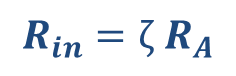 R_in = ζ R_A